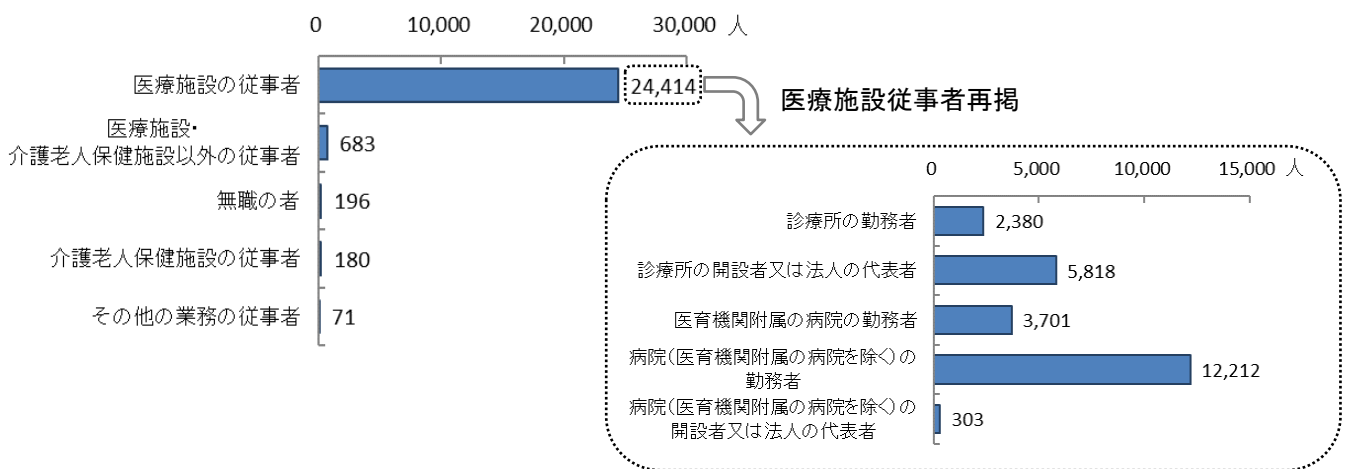 0 10,000 20,000 30,000 人
医療施設の従事者 24,414
医療施設・
介護老人保健施設以外の従事者 683
無職の者 196
介護老人保健施設の従事者 180
その他の業務の従事者 71
医療施設従事者再掲
0 5,000 10,000 15,000 人
診療所の勤務者 2,380
診療所の開設者又は法人の代表者 5,818
医育機関附属の病院の勤務者 3,701
病院(医育機関附属の病院を除く)の
勤務者 12,212
病院(医育機関附属の病院を除く)の
開設者又は法人の代表者 303